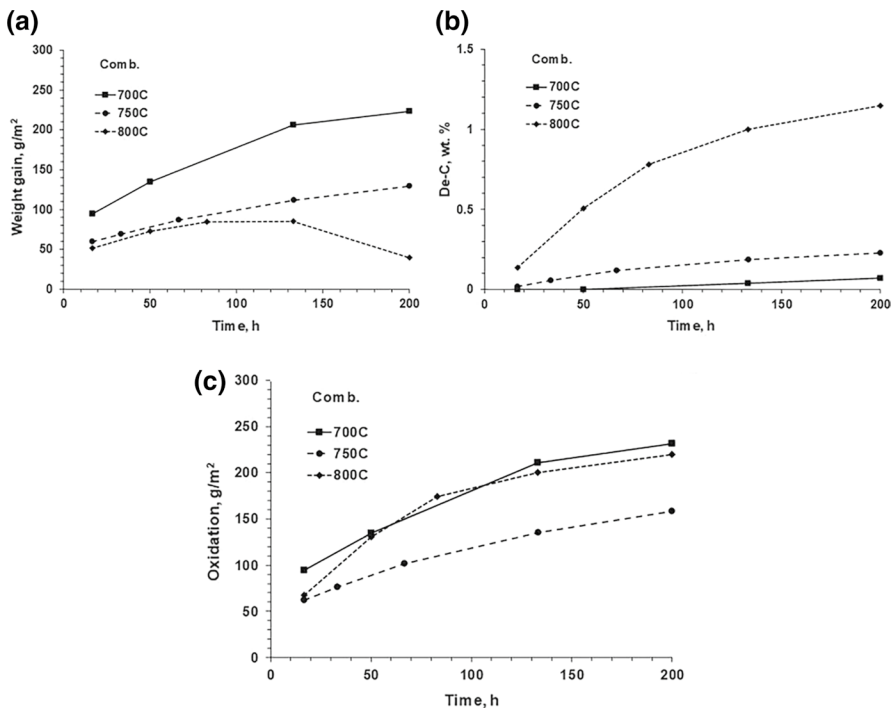 (a)
300
250
200
150
100
50
0
Weight gain, g/m²
Comb.
700C
750C
800C
0 50 100 150 200
Time, h
(b)
1.5
1
0.5
0
De-C, wt. %
Comb.
700C
750C
800C
0 50 100 150 200
Time, h
(c)
300
250
200
150
100
50
0
Oxidation, g/m²
Comb.
700C
750C
800C
0 50 100 150 200
Time, h